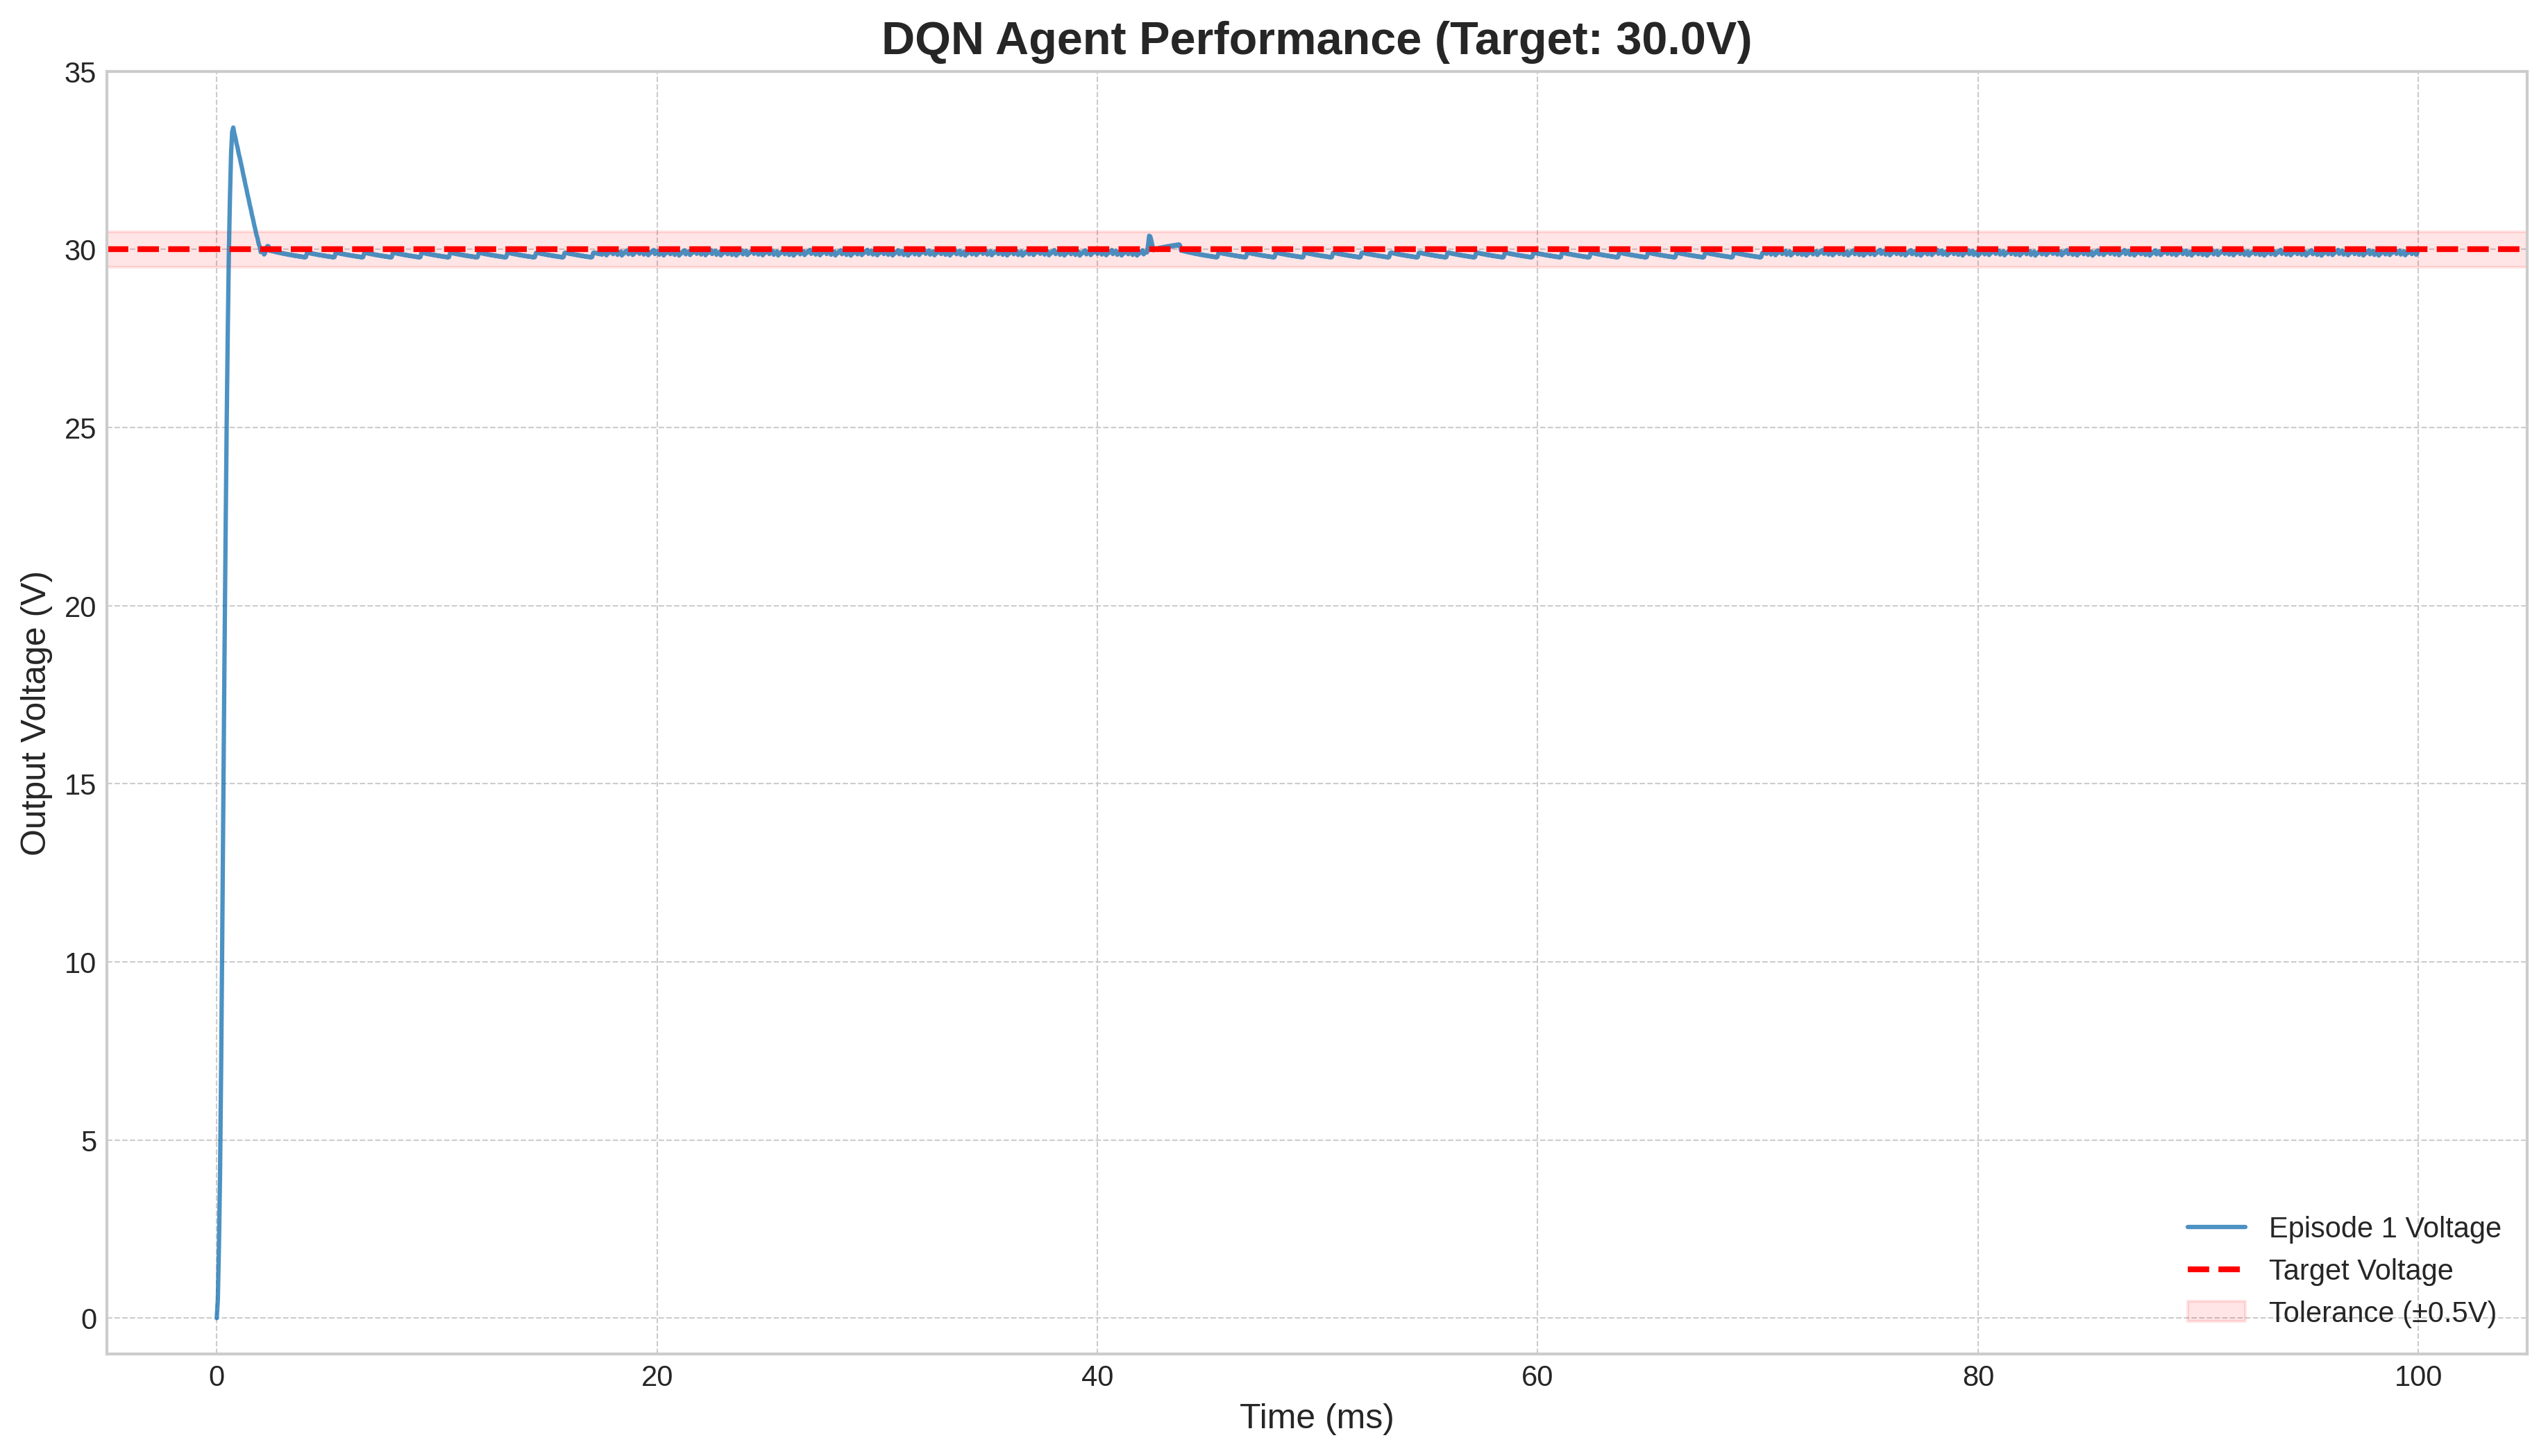 DQN Agent Performance (Target: 30.0V)
35
30
25
20
15
10
5
0
Output Voltage (V)
0 20 40 60 80 100
Time (ms)
Episode 1 Voltage
Target Voltage
Tolerance (±0.5V)